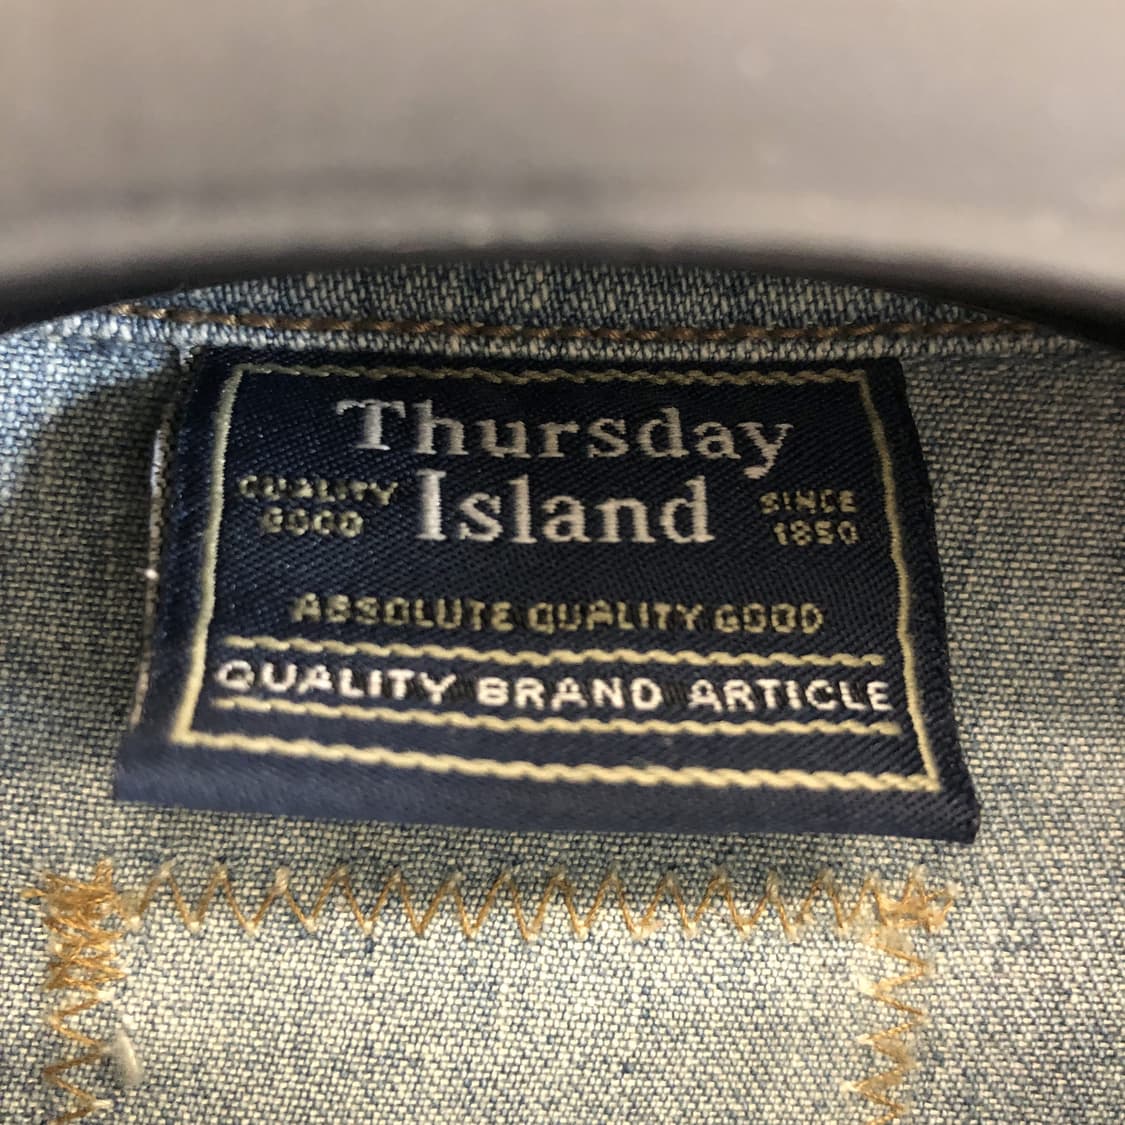 Thursday
Island
QUALITY
GOOD
SINCE
1850
ABSOLUTE QUALITY GOOD
QUALITY BRAND ARTICLE